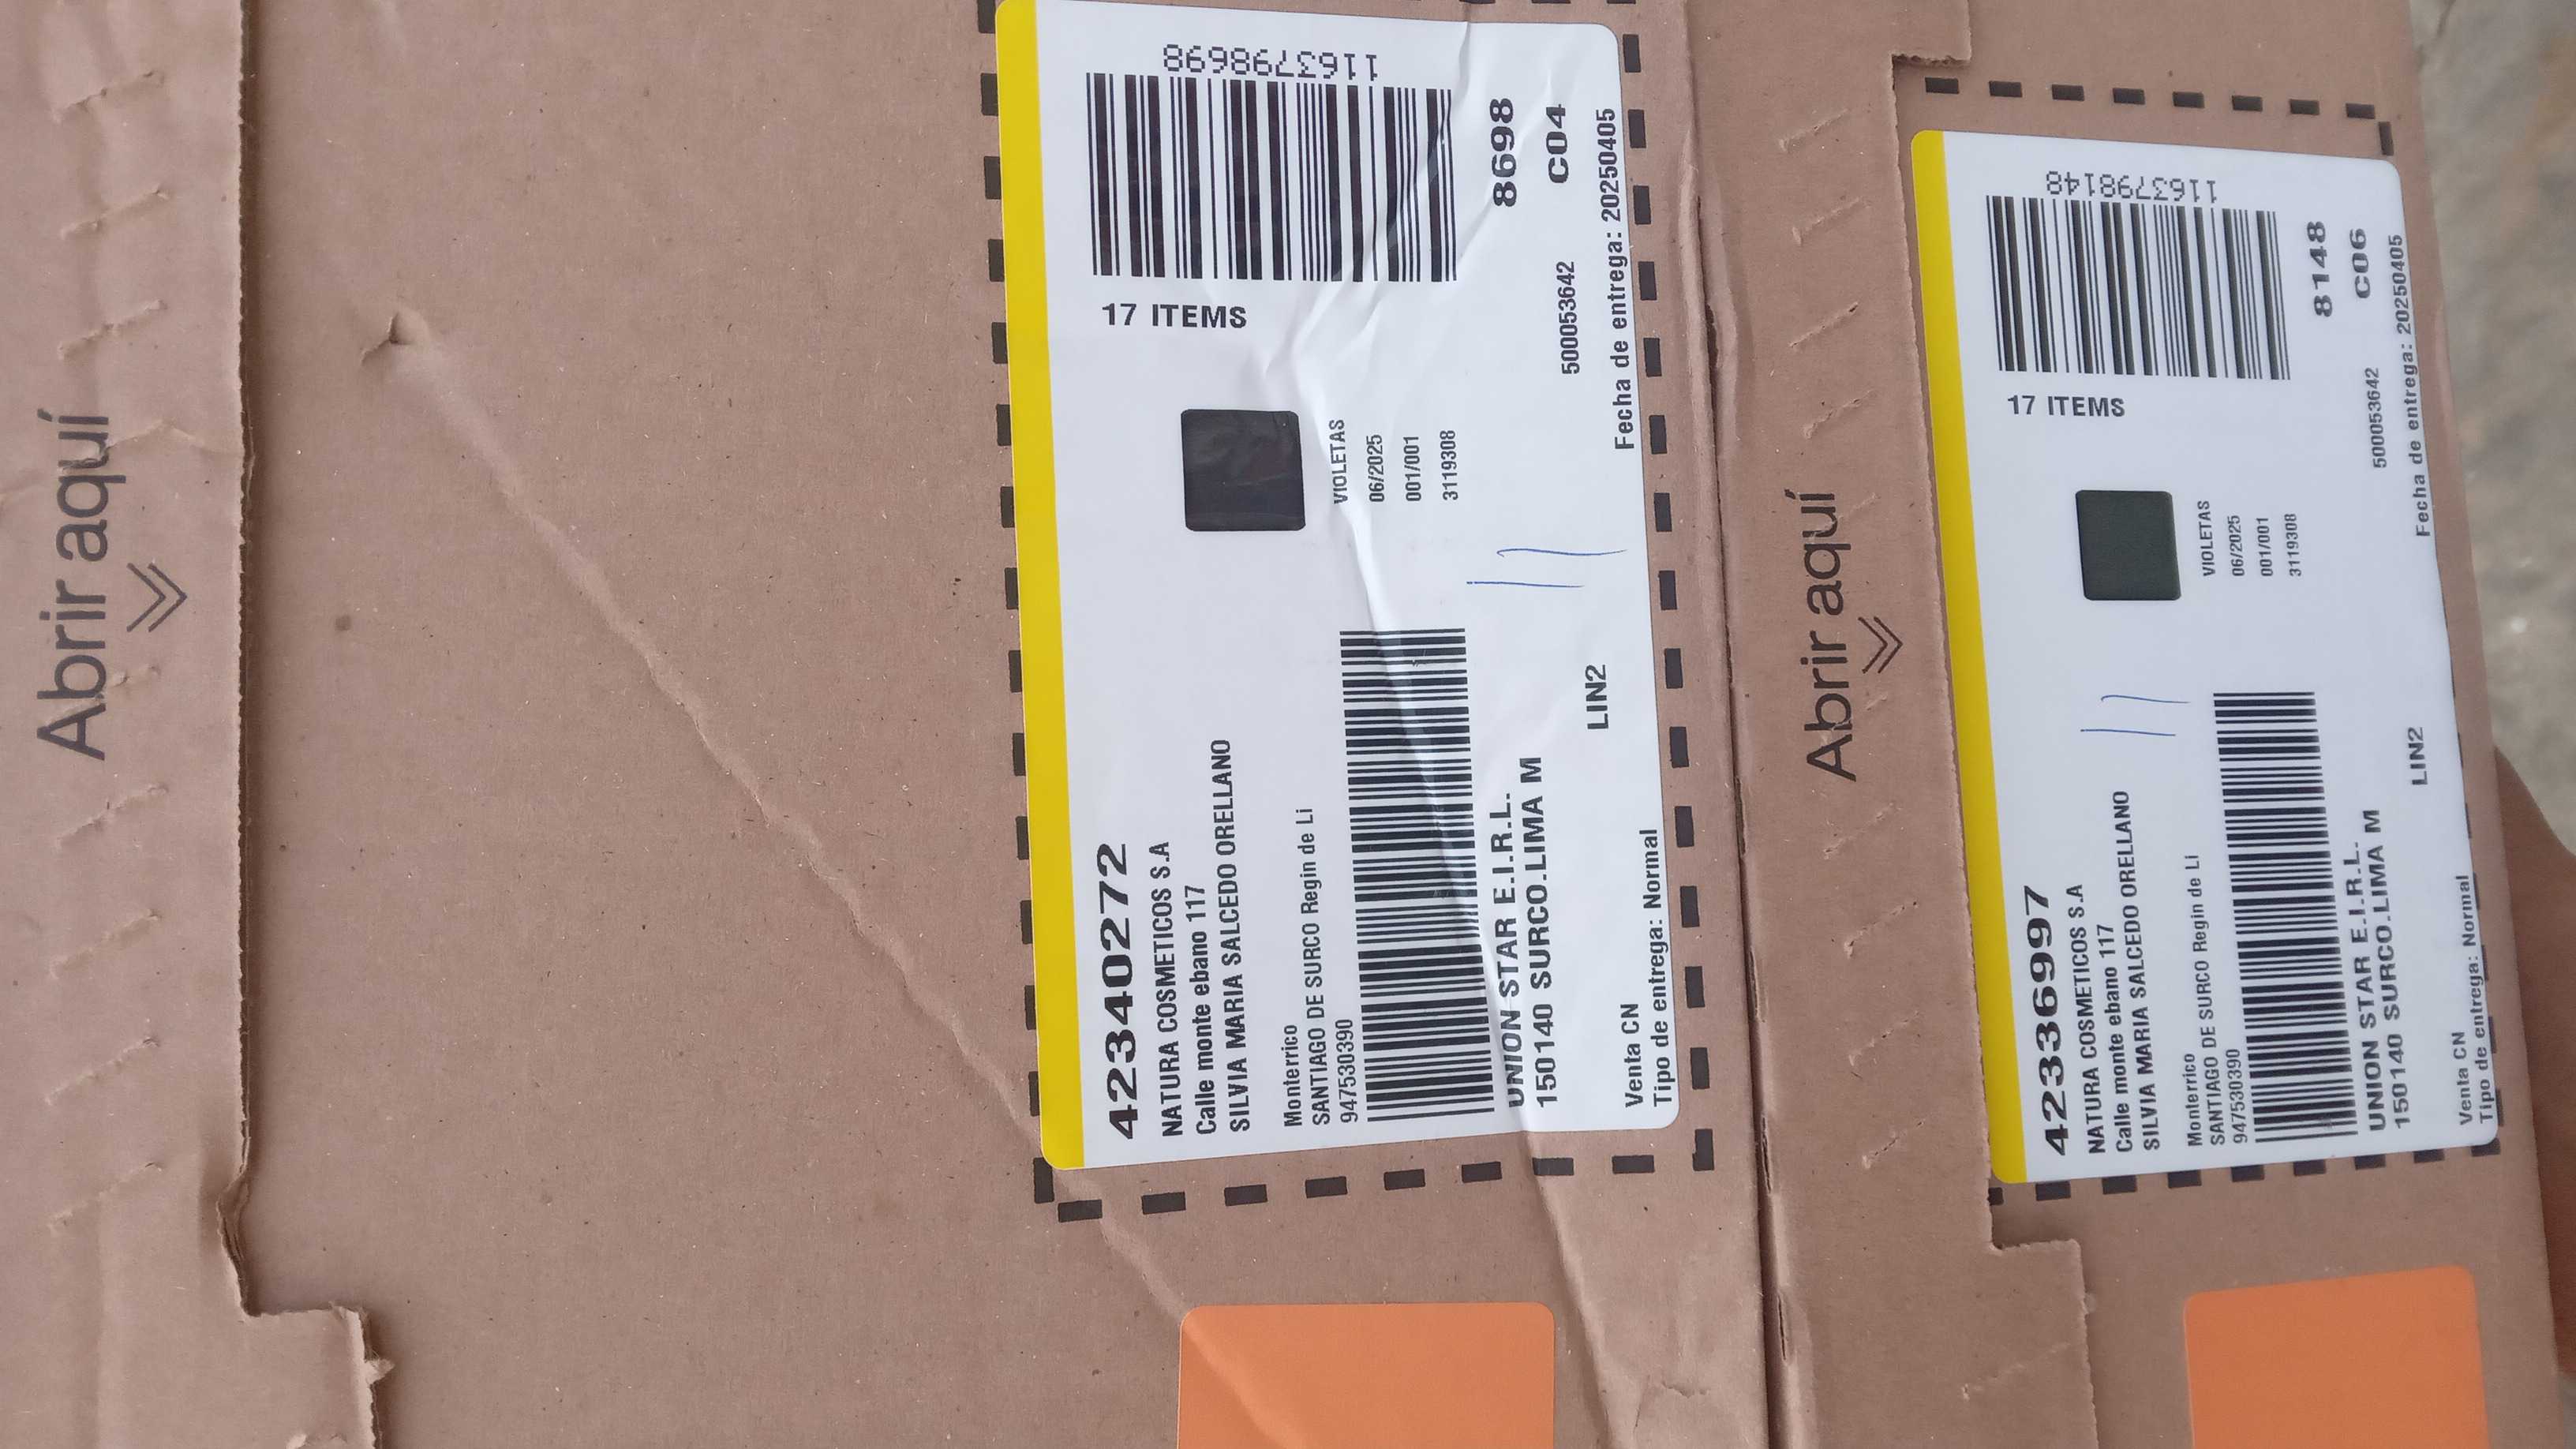 Abrir aquí
42340272
NATURA COSMETICOS S.A
Calle monte ebano 117
SILVIA MARIA SALCEDO ORELLANO
Monterrico
SANTIAGO DE SURCO Regin de Li
947530390
UNION STAR E.I.R.L.
150140 SURCO.LIMA M
LIN2
Venta CN
Tipo de entrega: Normal
17 ITEMS
1163798698
VIOLETAS
06/2025
001/001
3119308
8698
C04
500053642
Fecha de entrega: 20250405
Abrir aquí
42336997
NATURA COSMETICOS S.A
Calle monte ebano 117
SILVIA MARIA SALCEDO ORELLANO
Monterrico
SANTIAGO DE SURCO Regin de Li
947530390
UNION STAR E.I.R.L.
150140 SURCO.LIMA M
LIN2
Venta CN
Tipo de entrega: Normal
17 ITEMS
1163798148
VIOLETAS
06/2025
001/001
3119308
8148
C06
500053642
Fecha de entrega: 20250405